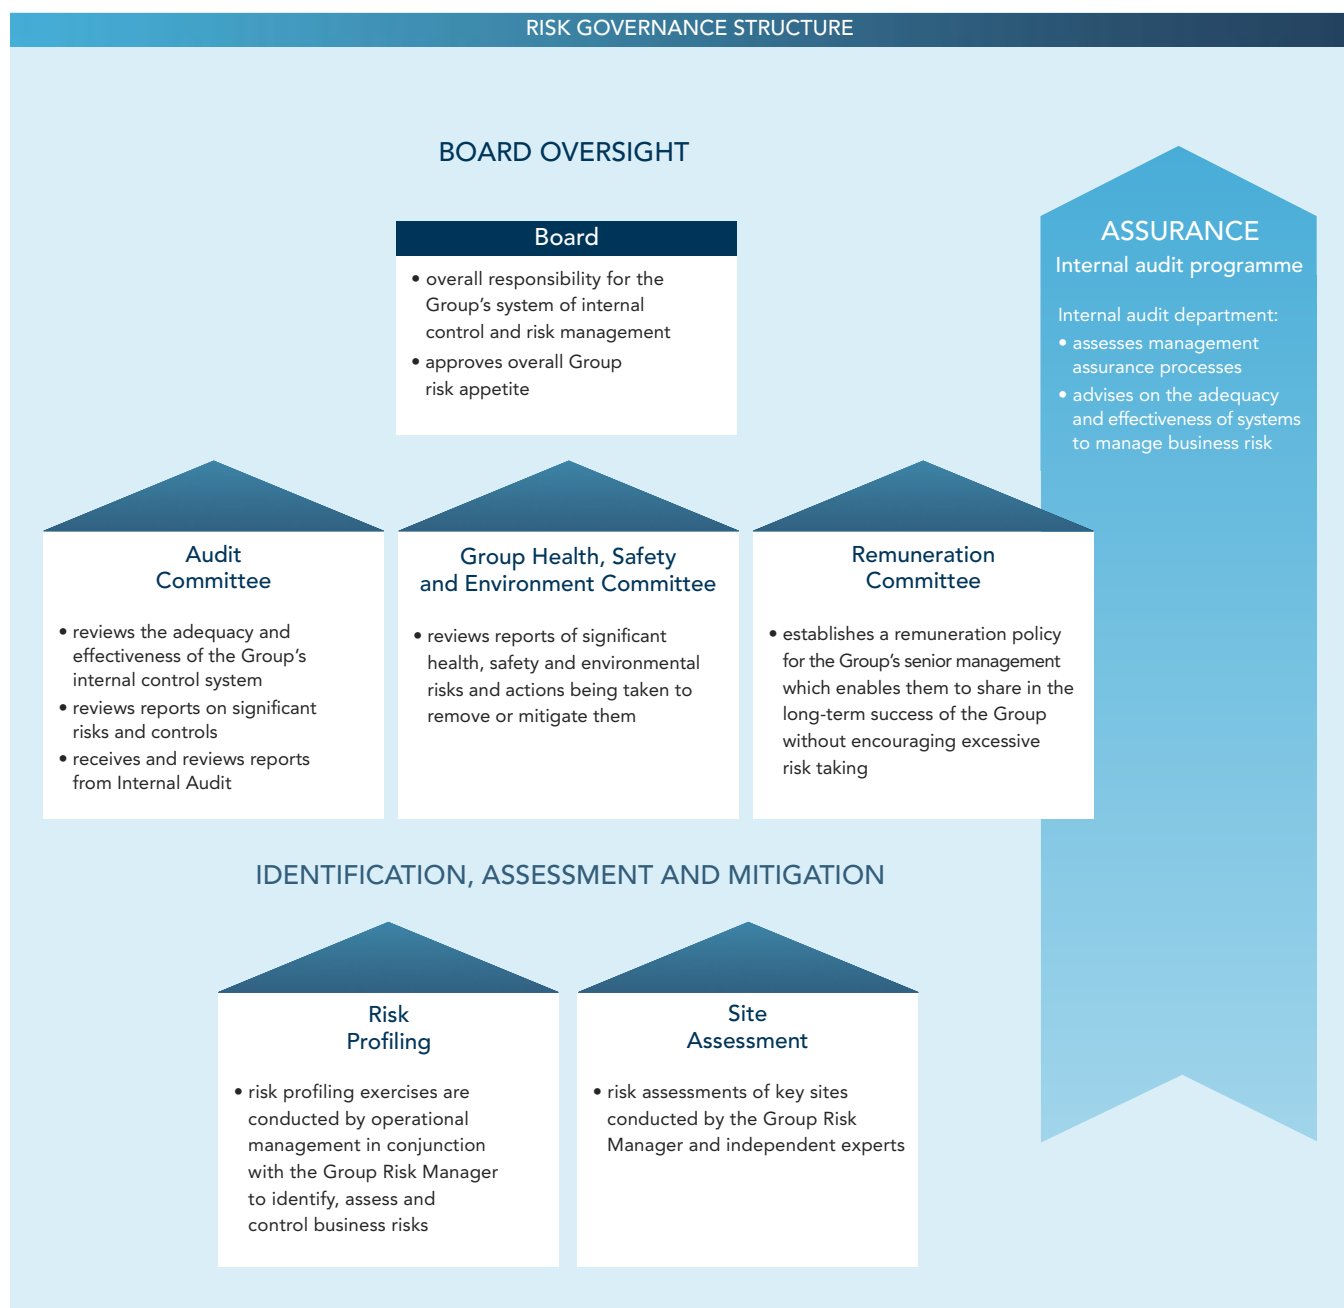 RISK GOVERNANCE STRUCTURE
BOARD OVERSIGHT
Board
• overall responsibility for the
Group’s system of internal
control and risk management
• approves overall Group
risk appetite
ASSURANCE
Internal audit programme
Internal audit department:
• assesses management
assurance processes
• advises on the adequacy
and effectiveness of systems
to manage business risk
Audit
Committee
• reviews the adequacy and
effectiveness of the Group’s
internal control system
• reviews reports on significant
risks and controls
• receives and reviews reports
from Internal Audit
Group Health, Safety
and Environment Committee
• reviews reports of significant
health, safety and environmental
risks and actions being taken to
remove or mitigate them
Remuneration
Committee
• establishes a remuneration policy
for the Group’s senior management
which enables them to share in the
long-term success of the Group
without encouraging excessive
risk taking
IDENTIFICATION, ASSESSMENT AND MITIGATION
Risk
Profiling
• risk profiling exercises are
conducted by operational
management in conjunction
with the Group Risk Manager
to identify, assess and
control business risks
Site
Assessment
• risk assessments of key sites
conducted by the Group Risk
Manager and independent experts